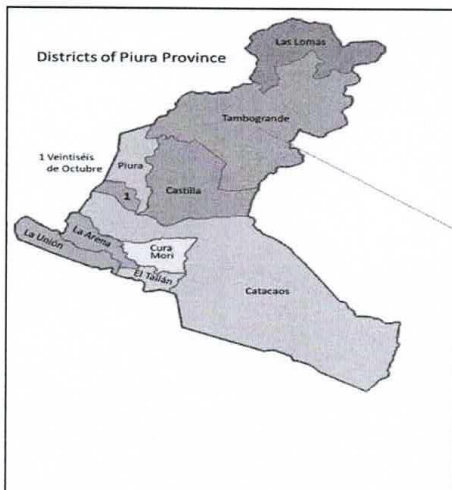 Districts of Piura Province
Las Lomas
Tambogrande
1 Veintiséis
de Octubre
Piura
Castilla
1
La Arena
La Unión
Cura
Mori
El Tallán
Catacaos